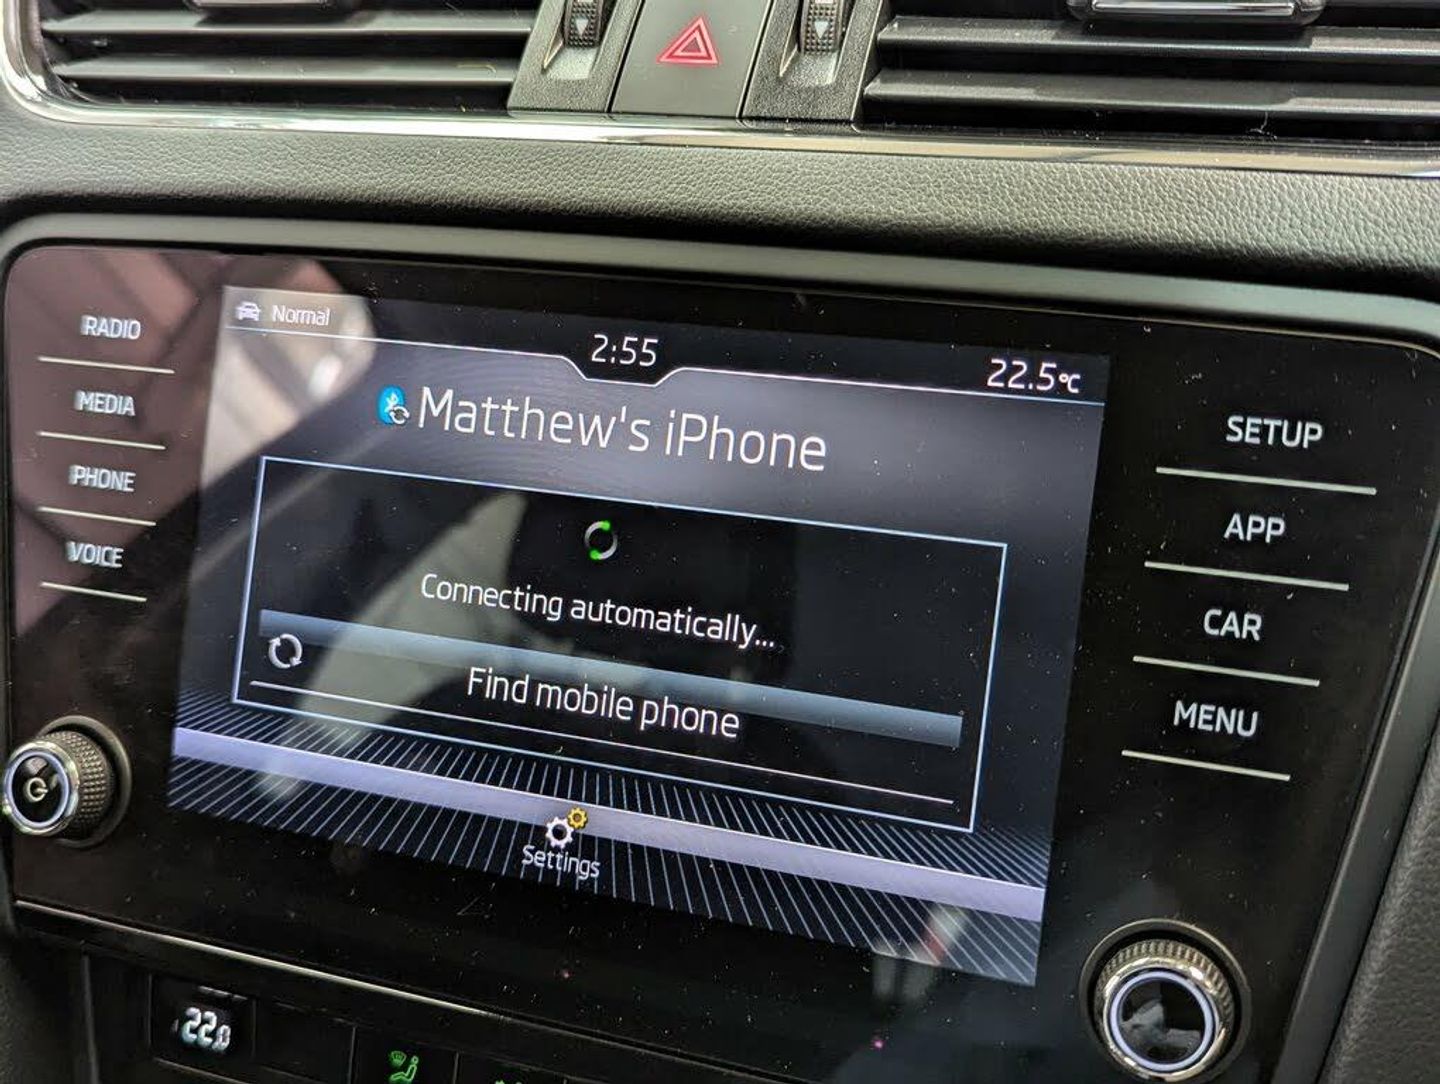 Normal
2:55
22.5°C
Matthew's iPhone
Connecting automatically...
Find mobile phone
Settings
RADIO
MEDIA
PHONE
VOICE
SETUP
APP
CAR
MENU
22.0